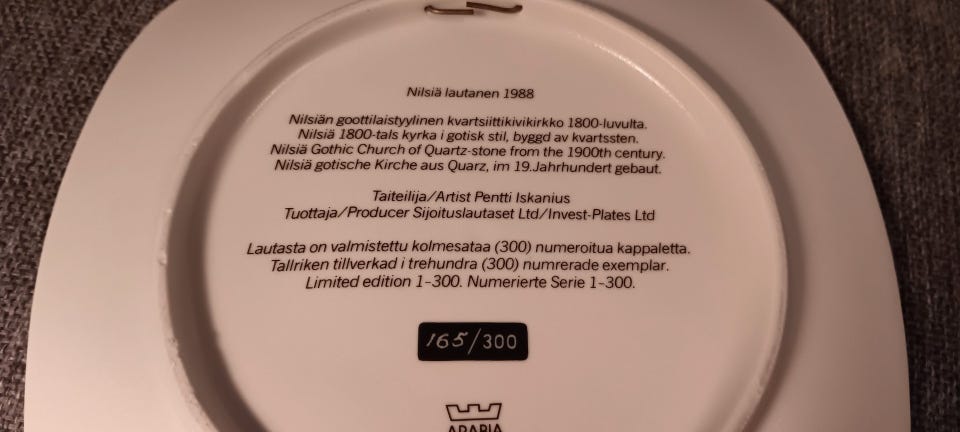 Nilsiä lautanen 1988
Nilsiän goottilaistyylinen kvartsiittikivikirkko 1800-luvulta.
Nilsiä 1800-tals kyrka i gotisk stil, byggd av kvartssten.
Nilsiä Gothic Church of Quartz-stone from the 1900th century.
Nilsiä gotische Kirche aus Quarz, im 19.Jahrhundert gebaut.
Taiteilija/Artist Pentti Iskanius
Tuottaja/Producer Sijoituslautaset Ltd/Invest-Plates Ltd
Lautasta on valmistettu kolmesataa (300) numeroitua kappaletta.
Tallriken tillverkad i trehundra (300) numrerade exemplar.
Limited edition 1-300. Numerierte Serie 1-300.
165/300
ARABIA